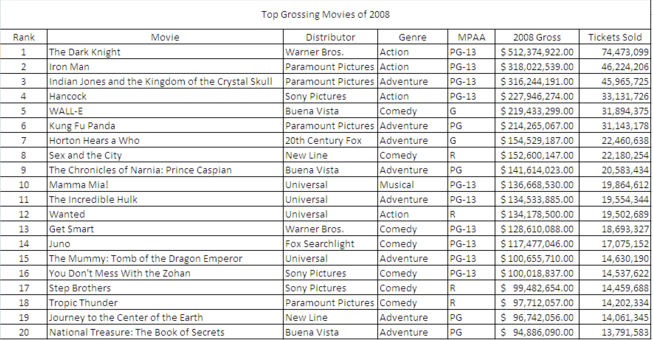 Top Grossing Movies of 2008
Rank Movie Distributor Genre MPAA 2008 Gross Tickets Sold
1 The Dark Knight Warner Bros. Action PG-13 $ 512,374,922.00 74,473,099
2 Iron Man Paramount Pictures Action PG-13 $ 318,022,539.00 46,224,206
3 Indian Jones and the Kingdom of the Crystal Skull Paramount Pictures Adventure PG-13 $ 316,244,191.00 45,965,725
4 Hancock Sony Pictures Action PG-13 $ 227,946,274.00 33,131,726
5 WALL-E Buena Vista Comedy G $ 219,433,299.00 31,894,375
6 Kung Fu Panda Paramount Pictures Adventure PG $ 214,265,067.00 31,143,178
7 Horton Hears a Who 20th Century Fox Adventure G $ 154,529,187.00 22,460,638
8 Sex and the City New Line Comedy R $ 152,600,147.00 22,180,254
9 The Chronicles of Narnia: Prince Caspian Buena Vista Adventure PG $ 141,614,023.00 20,583,434
10 Mamma Mia! Universal Musical PG-13 $ 136,668,530.00 19,864,612
11 The Incredible Hulk Universal Adventure PG-13 $ 134,533,885.00 19,554,344
12 Wanted Universal Action R $ 134,178,500.00 19,502,689
13 Get Smart Warner Bros. Comedy PG-13 $ 128,610,088.00 18,693,327
14 Juno Fox Searchlight Comedy PG-13 $ 117,477,046.00 17,075,152
15 The Mummy: Tomb of the Dragon Emperor Universal Adventure PG-13 $ 100,655,710.00 14,630,190
16 You Don't Mess With the Zohan Sony Pictures Comedy PG-13 $ 100,018,837.00 14,537,622
17 Step Brothers Sony Pictures Comedy R $ 99,482,654.00 14,459,688
18 Tropic Thunder Paramount Pictures Comedy R $ 97,712,057.00 14,202,334
19 Journey to the Center of the Earth New Line Adventure PG $ 96,742,056.00 14,061,345
20 National Treasure: The Book of Secrets Buena Vista Adventure PG $ 94,886,090.00 13,791,583